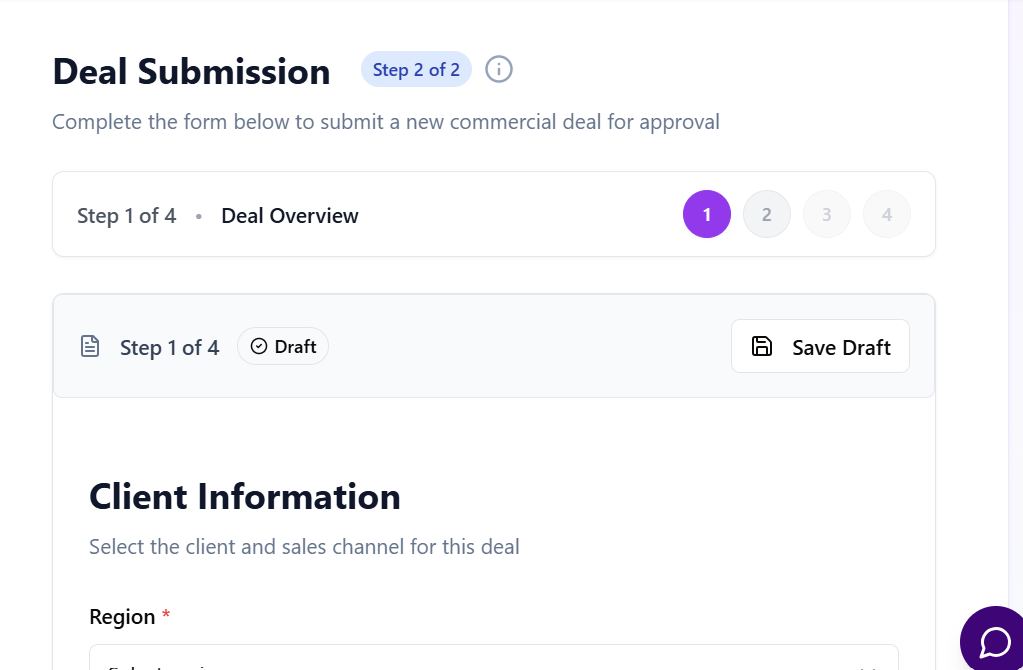 Deal Submission Step 2 of 2
Complete the form below to submit a new commercial deal for approval
Step 1 of 4 • Deal Overview 1 2 3 4
Step 1 of 4 Draft Save Draft
Client Information
Select the client and sales channel for this deal
Region *